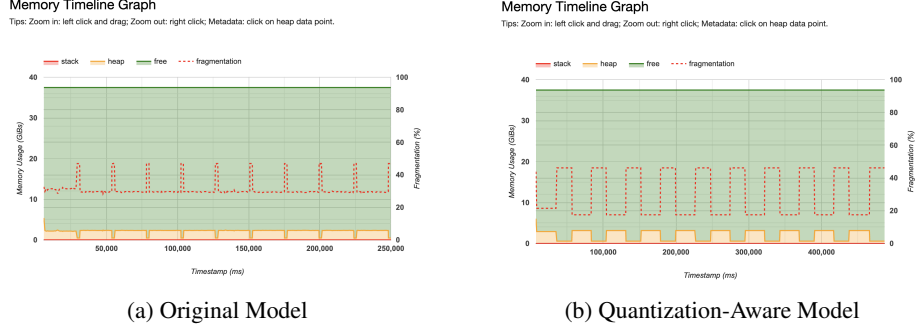 Memory Timeline Graph
Tips: Zoom in: left click and drag; Zoom out: right click; Metadata: click on heap data point.
stack heap free fragmentation
40
30
20
10
0
Memory Usage (GiBs)
100
80
60
40
20
0
Fragmentation (%)
50,000 100,000 150,000 200,000 250,000
Timestamp (ms)
(a) Original Model
Memory Timeline Graph
Tips: Zoom in: left click and drag; Zoom out: right click; Metadata: click on heap data point.
stack heap free fragmentation
40
30
20
10
0
Memory Usage (GiBs)
100
80
60
40
20
0
Fragmentation (%)
100,000 200,000 300,000 400,000
Timestamp (ms)
(b) Quantization-Aware Model